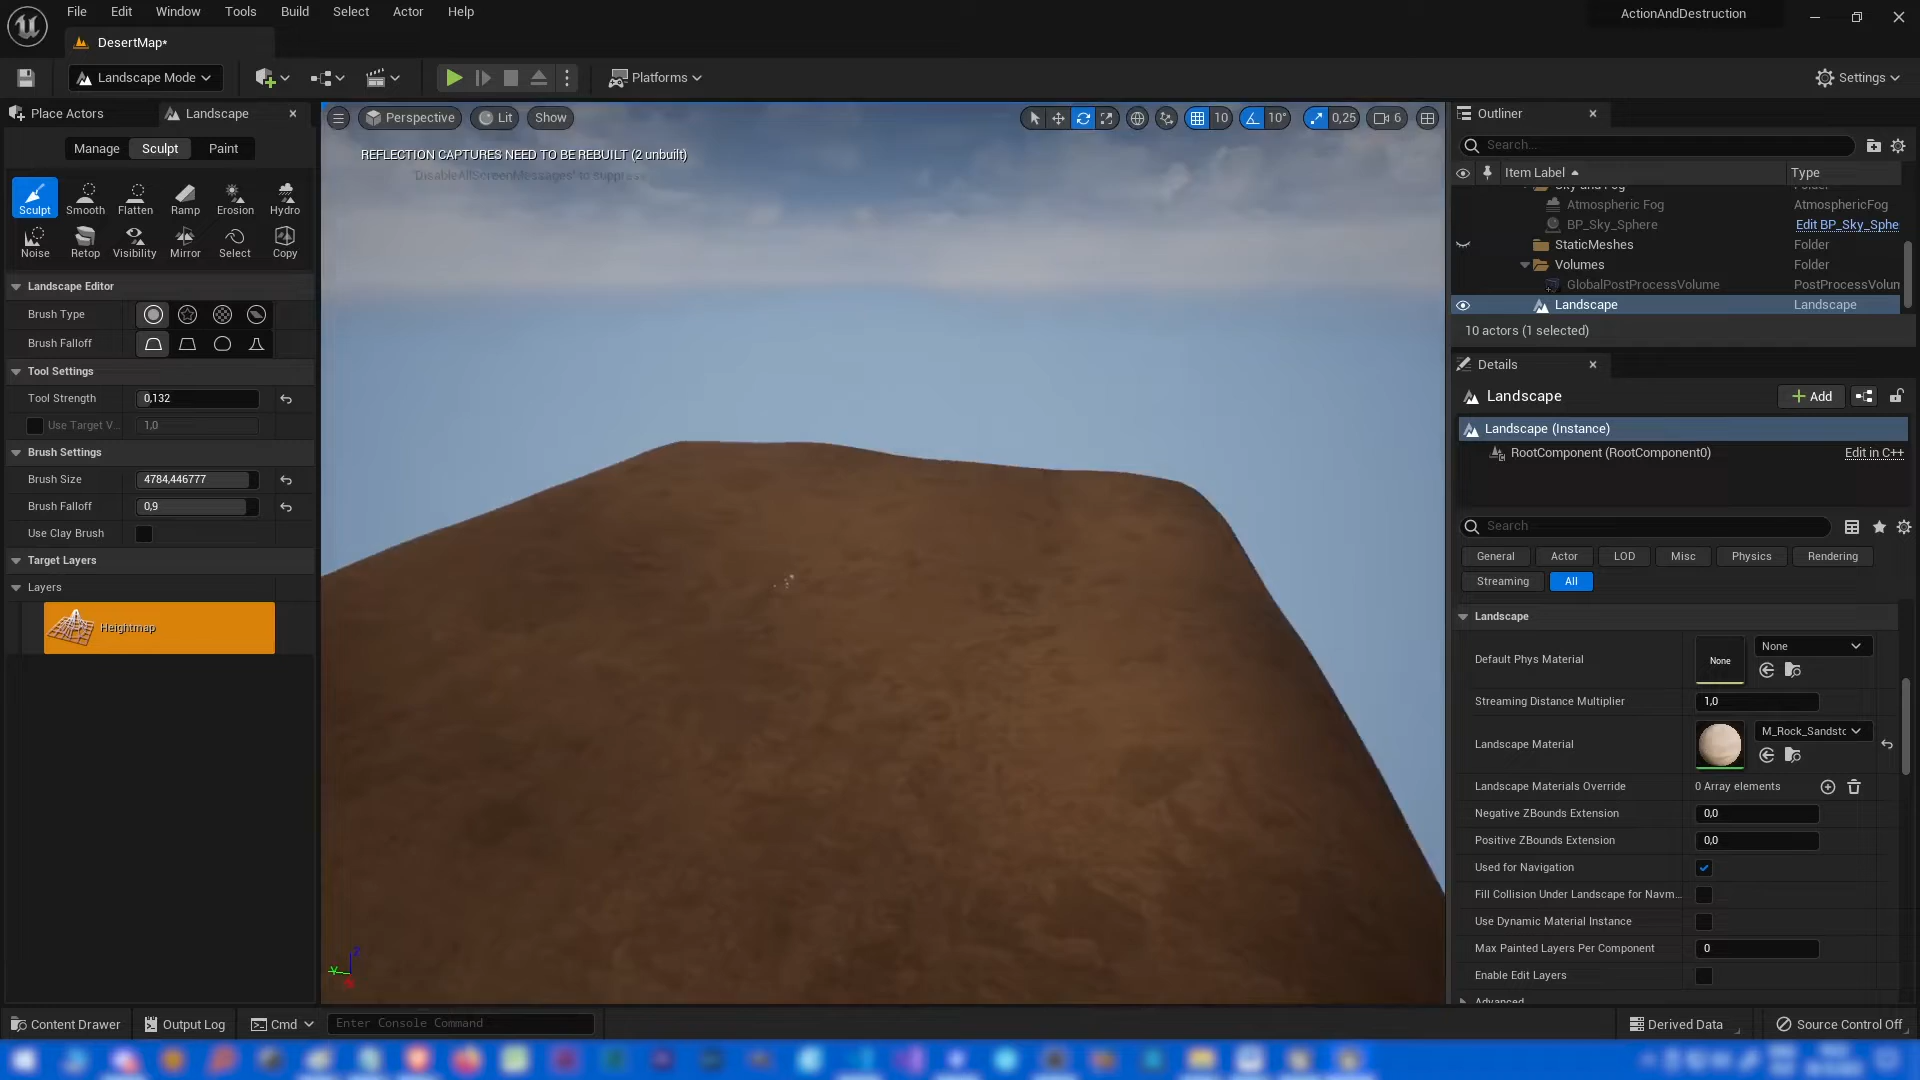 File Edit Window Tools Build Select Actor Help
ActionAndDestruction
DesertMap*
Landscape Mode
Platforms
Settings
Place Actors
Landscape
Manage Sculpt Paint
Sculpt Smooth Flatten Ramp Erosion Hydro
Noise Retop Visibility Mirror Select Copy
Landscape Editor
Brush Type
Brush Falloff
Tool Settings
Tool Strength 0,132
Use Target V... 1,0
Brush Settings
Brush Size 4784,446777
Brush Falloff 0,9
Use Clay Brush
Target Layers
Layers
Heightmap
Perspective Lit Show
10 10° 0,25 6
REFLECTION CAPTURES NEED TO BE REBUILT (2 unbuilt)
'DisableAllScreenMessages' to suppress
Z
Y
Outliner
Search...
Item Label Type
Sky and Fog Folder
Atmospheric Fog AtmosphericFog
BP_Sky_Sphere Edit BP_Sky_Sphe
StaticMeshes Folder
Volumes Folder
GlobalPostProcessVolume PostProcessVolun
Landscape Landscape
10 actors (1 selected)
Details
Landscape
Add
Landscape (Instance)
RootComponent (RootComponent0) Edit in C++
Search
General Actor LOD Misc Physics Rendering
Streaming All
Landscape
Default Phys Material None None
Streaming Distance Multiplier 1,0
Landscape Material M_Rock_Sandstc
Landscape Materials Override 0 Array elements
Negative ZBounds Extension 0,0
Positive ZBounds Extension 0,0
Used for Navigation
Fill Collision Under Landscape for Navm...
Use Dynamic Material Instance
Max Painted Layers Per Component 0
Enable Edit Layers
Advanced
Content Drawer Output Log Cmd Enter Console Command
Derived Data Source Control Off